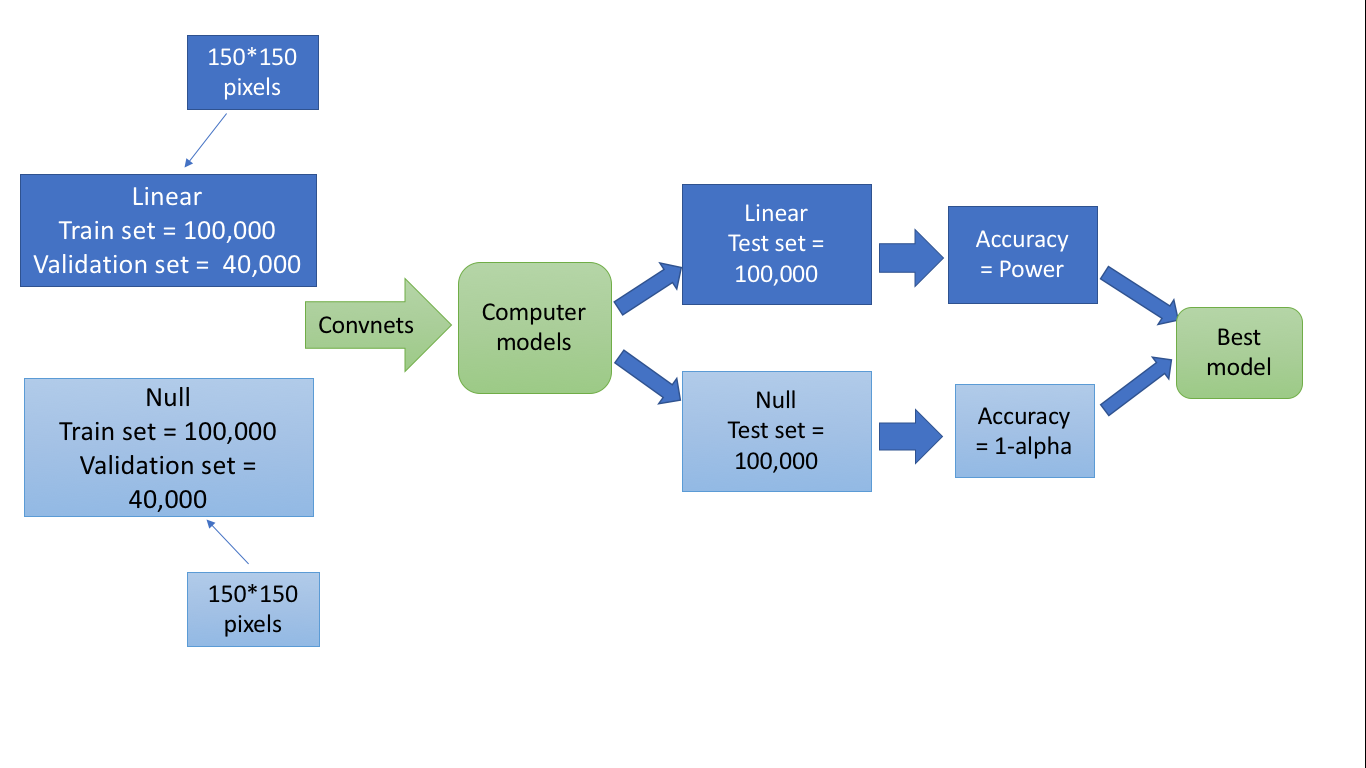 150*150
pixels
Linear
Train set = 100,000
Validation set =  40,000
Null
Train set = 100,000
Validation set =
40,000
150*150
pixels
Convnets
Computer
models
Linear
Test set =
100,000
Null
Test set =
100,000
Accuracy
= Power
Accuracy
= 1-alpha
Best
model